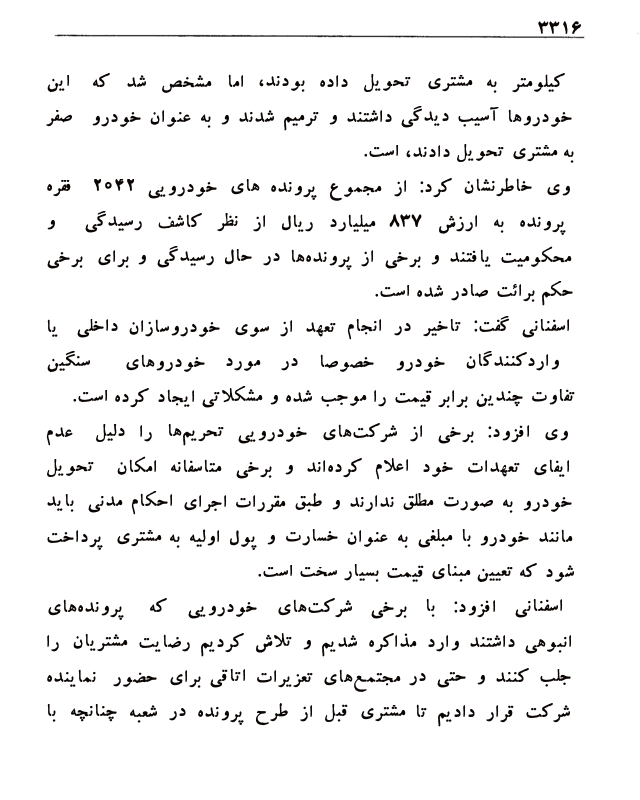 ۳۳۱۶
کیلومتر به مشتری تحویل داده بودند، اما مشخص شد که این
خودروها آسیب دیدگی داشتند و ترمیم شدند و به عنوان خودرو صفر
به مشتری تحویل دادند، است.
وی خاطرنشان کرد: از مجموع پرونده های خودرویی ۲۰۴۲ فقره
پرونده به ارزش ۸۳۷ میلیارد ریال از نظر کاشف رسیدگی و
محکومیت یافتند و برخی از پرونده‌ها در حال رسیدگی و برای برخی
حکم برائت صادر شده است.
اسفنانی گفت: تاخیر در انجام تعهد از سوی خودروسازان داخلی یا
واردکنندگان خودرو خصوصا در مورد خودروهای سنگین
تفاوت چندین برابر قیمت را موجب شده و مشکلاتی ایجاد کرده است.
وی افزود: برخی از شرکت‌های خودرویی تحریم‌ها را دلیل عدم
ایفای تعهدات خود اعلام کرده‌اند و برخی متاسفانه امکان تحویل
خودرو به صورت مطلق ندارند و طبق مقررات اجرای احکام مدنی باید
مانند خودرو با مبلغی به عنوان خسارت و پول اولیه به مشتری پرداخت
شود که تعیین مبنای قیمت بسیار سخت است.
اسفنانی افزود: با برخی شرکت‌های خودرویی که پرونده‌های
انبوهی داشتند وارد مذاکره شدیم و تلاش کردیم رضایت مشتریان را
جلب کنند و حتی در مجتمع‌های تعزیرات اتاقی برای حضور نماینده
شرکت قرار دادیم تا مشتری قبل از طرح پرونده در شعبه چنانچه با